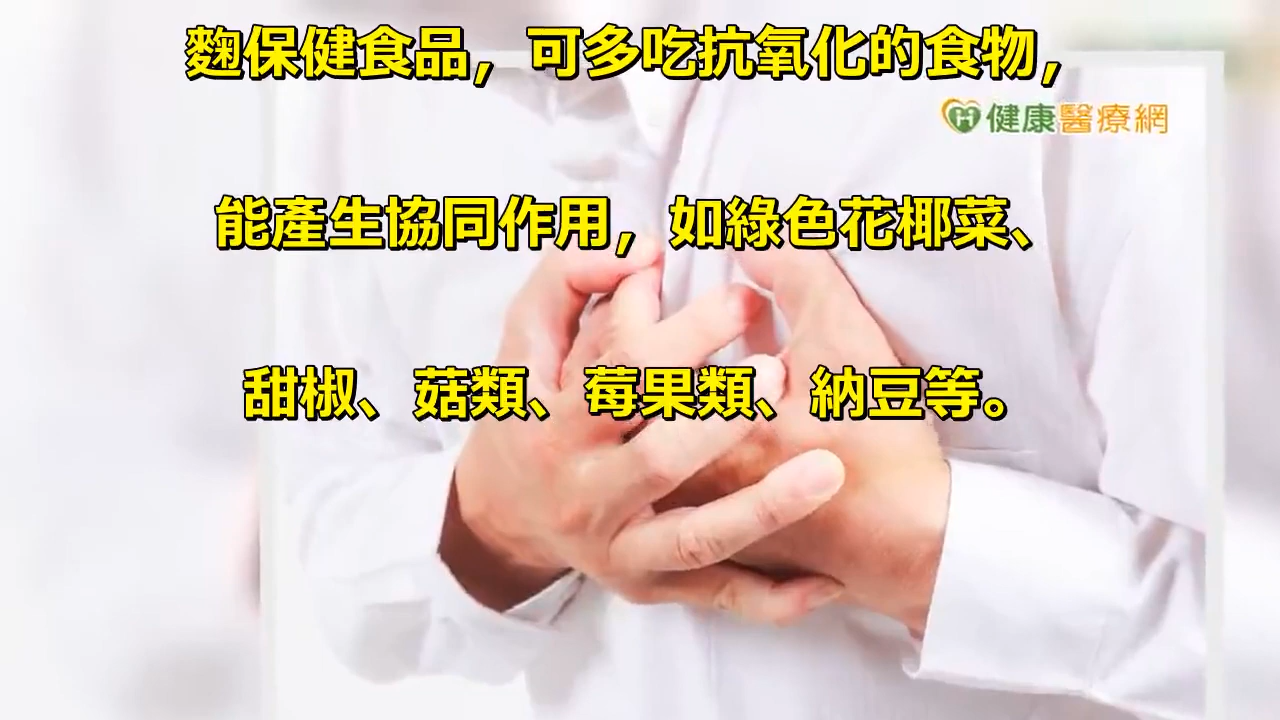 麴保健食品，可多吃抗氧化的食物，
健康醫療網
能產生協同作用，如綠色花椰菜、
甜椒、菇類、莓果類、納豆等。